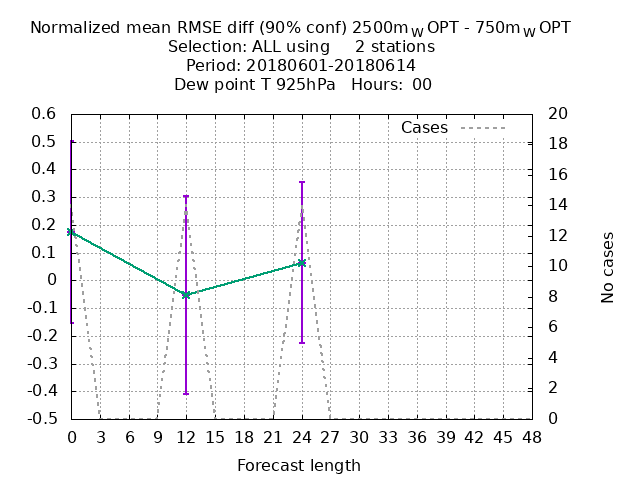 Normalized mean RMSE diff (90% conf) 2500m W OPT - 750m W OPT
Selection: ALL using 2 stations
Period: 20180601-20180614
Dew point T 925hPa Hours: 00
Cases
0.6
0.5
0.4
0.3
0.2
0.1
0
-0.1
-0.2
-0.3
-0.4
-0.5
20
18
16
14
12
10
8
6
4
2
0
No cases
0 3 6 9 12 15 18 21 24 27 30 33 36 39 42 45 48
Forecast length